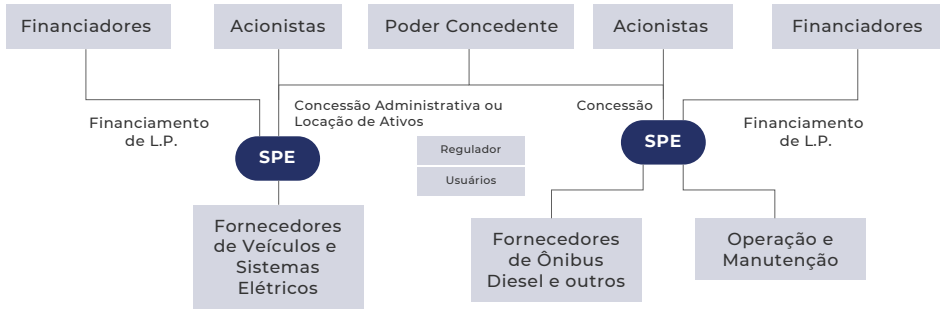 Financiadores
Acionistas
Poder Concedente
Acionistas
Financiadores
Financiamento
de L.P.
Concessão Administrativa ou
Locação de Ativos
Concessão
Financiamento
de L.P.
SPE
Regulador
Usuários
SPE
Fornecedores
de Veículos e
Sistemas
Elétricos
Fornecedores
de Ônibus
Diesel e outros
Operação e
Manutenção